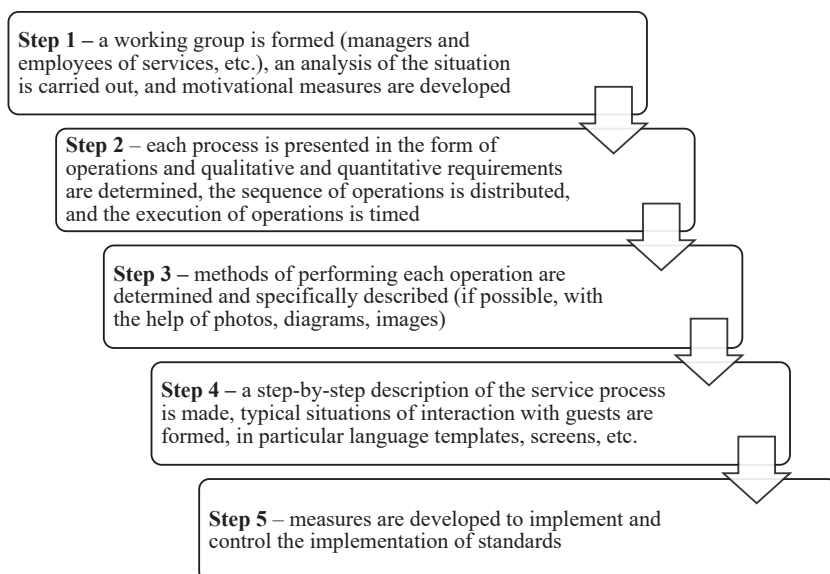 Step 1 – a working group is formed (managers and
employees of services, etc.), an analysis of the situation
is carried out, and motivational measures are developed
Step 2 – each process is presented in the form of
operations and qualitative and quantitative requirements
are determined, the sequence of operations is distributed,
and the execution of operations is timed
Step 3 – methods of performing each operation are
determined and specifically described (if possible, with
the help of photos, diagrams, images)
Step 4 – a step-by-step description of the service process
is made, typical situations of interaction with guests are
formed, in particular language templates, screens, etc.
Step 5 – measures are developed to implement and
control the implementation of standards